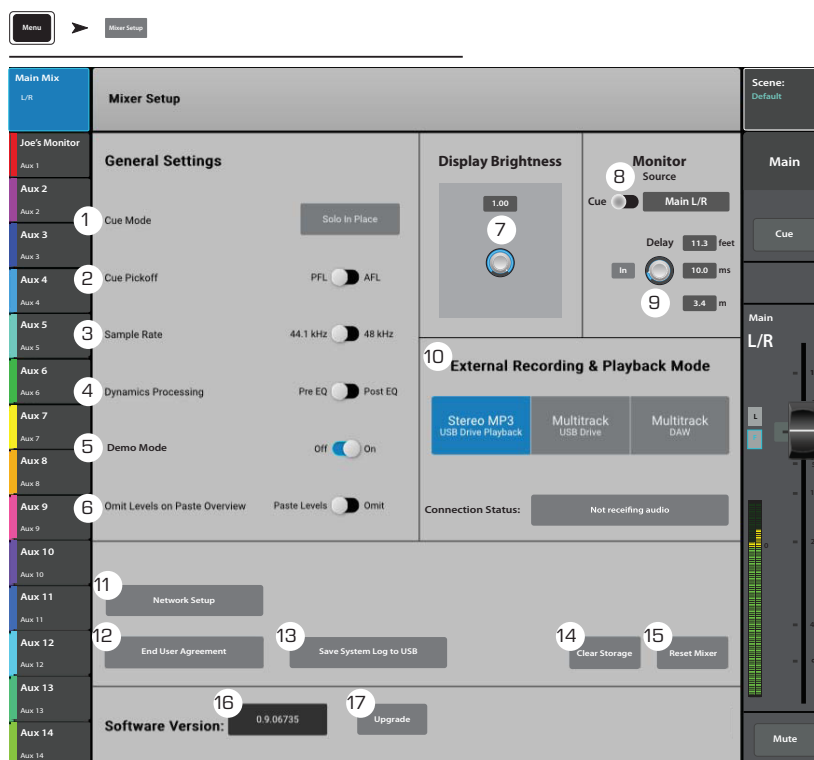 Menu
Mixer Setup
Main Mix
L/R
Mixer Setup
Scene:
Default
Joe's Monitor
Aux 1
Aux 2
Aux 2
Aux 3
Aux 3
Aux 4
Aux 4
Aux 5
Aux 5
Aux 6
Aux 6
Aux 7
Aux 7
Aux 8
Aux 8
Aux 9
Aux 9
Aux 10
Aux 10
Aux 11
Aux 11
Aux 12
Aux 12
Aux 13
Aux 13
Aux 14
Aux 14
General Settings
1 Cue Mode Solo In Place
2 Cue Pickoff PFL AFL
3 Sample Rate 44.1 kHz 48 kHz
4 Dynamics Processing Pre EQ Post EQ
5 Demo Mode Off On
6 Omit Levels on Paste Overview Paste Levels Omit
Display Brightness
1.00
7
Monitor
8 Source
Cue Main L/R
Delay 11.3 feet
In 10.0 ms
9 3.4 m
10 External Recording & Playback Mode
Stereo MP3
USB Drive Playback
Multitrack
USB Drive
Multitrack
DAW
Connection Status: Not receifing audio
11
Network Setup
12
End User Agreement
13
Save System Log to USB
14
Clear Storage
15
Reset Mixer
16
Software Version: 0.9.06735
17
Upgrade
Main
Cue
Main
L/R
L
Mute